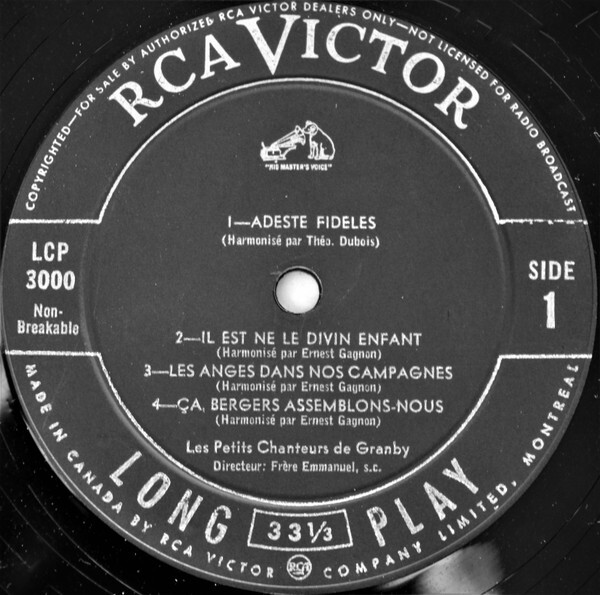 COPYRIGHTED—FOR SALE BY AUTHORIZED RCA VICTOR DEALERS ONLY—NOT LICENSED FOR RADIO BROADCAST
RCA VICTOR
"HIS MASTER'S VOICE"
1—ADESTE FIDELES
(Harmonisé par Théo. Dubois)
LCP
3000
Non-
Breakable
SIDE
1
2—IL EST NE LE DIVIN ENFANT
(Harmonisé par Ernest Gagnon)
3—LES ANGES DANS NOS CAMPAGNES
(Harmonisé par Ernest Gagnon)
4—ÇA, BERGERS ASSEMBLONS-NOUS
(Harmonisé par Ernest Gagnon)
Les Petits Chanteurs de Granby
Directeur: Frère Emmanuel, s.c.
LONG PLAY
33 1/3
MADE IN CANADA BY RCA VICTOR COMPANY LIMITED, MONTREAL
RCA